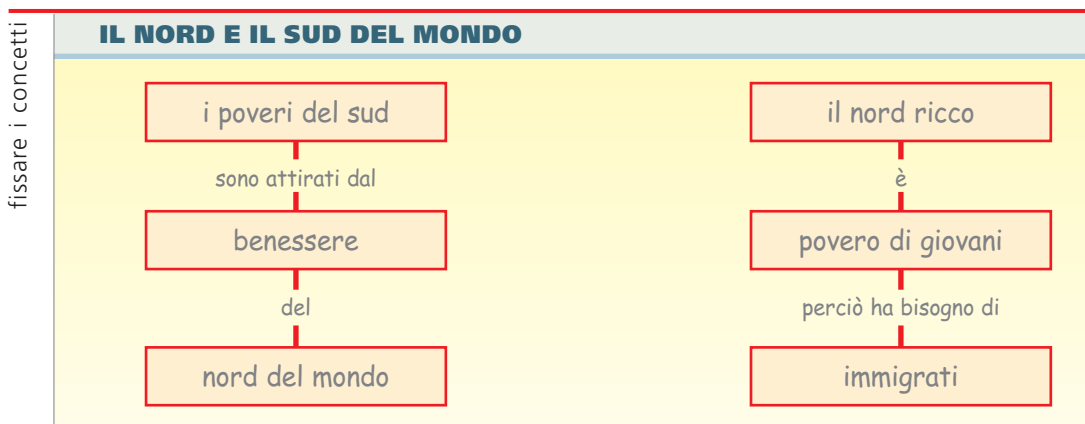 fissare i concetti
IL NORD E IL SUD DEL MONDO
i poveri del sud
sono attirati dal
benessere
del
nord del mondo
il nord ricco
è
povero di giovani
perciò ha bisogno di
immigrati